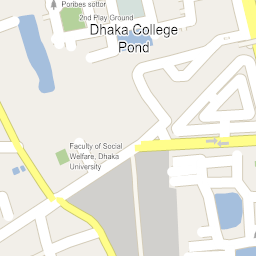 Poribes sottor
2nd Play Ground
Dhaka College
Pond
Faculty of Social
Welfare, Dhaka
University